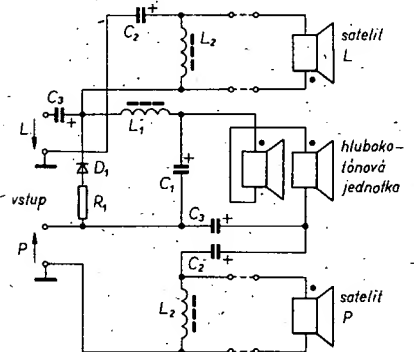 C2 +
L2
satelit
L
C3 +
L1
L
D1
C1
+
hluboko-
tónová
jednotka
vstup
R1
C3 +
P
C2 +
L2
satelit
P